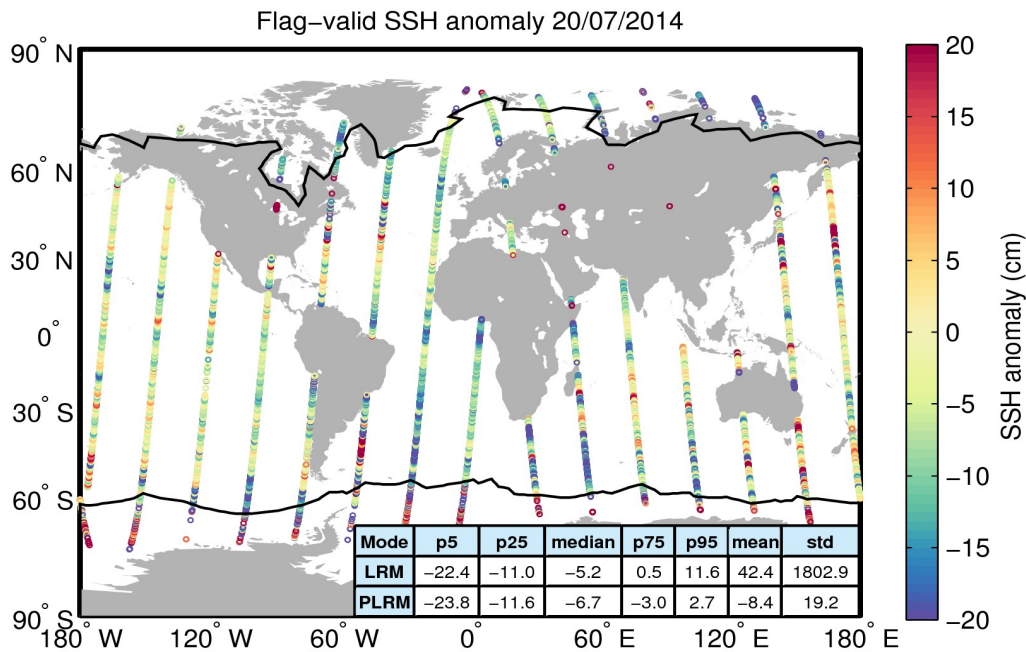 Flag−valid SSH anomaly 20/07/2014
90° N
60° N
30° N
0°
30° S
60° S
90° S
180° W
120° W
60° W
0°
60° E
120° E
180° E
Mode p5 p25 median p75 p95 mean std
LRM −22.4 −11.0 −5.2 0.5 11.6 42.4 1802.9
PLRM −23.8 −11.6 −6.7 −3.0 2.7 −8.4 19.2
20
15
10
5
0
−5
−10
−15
−20
SSH anomaly (cm)